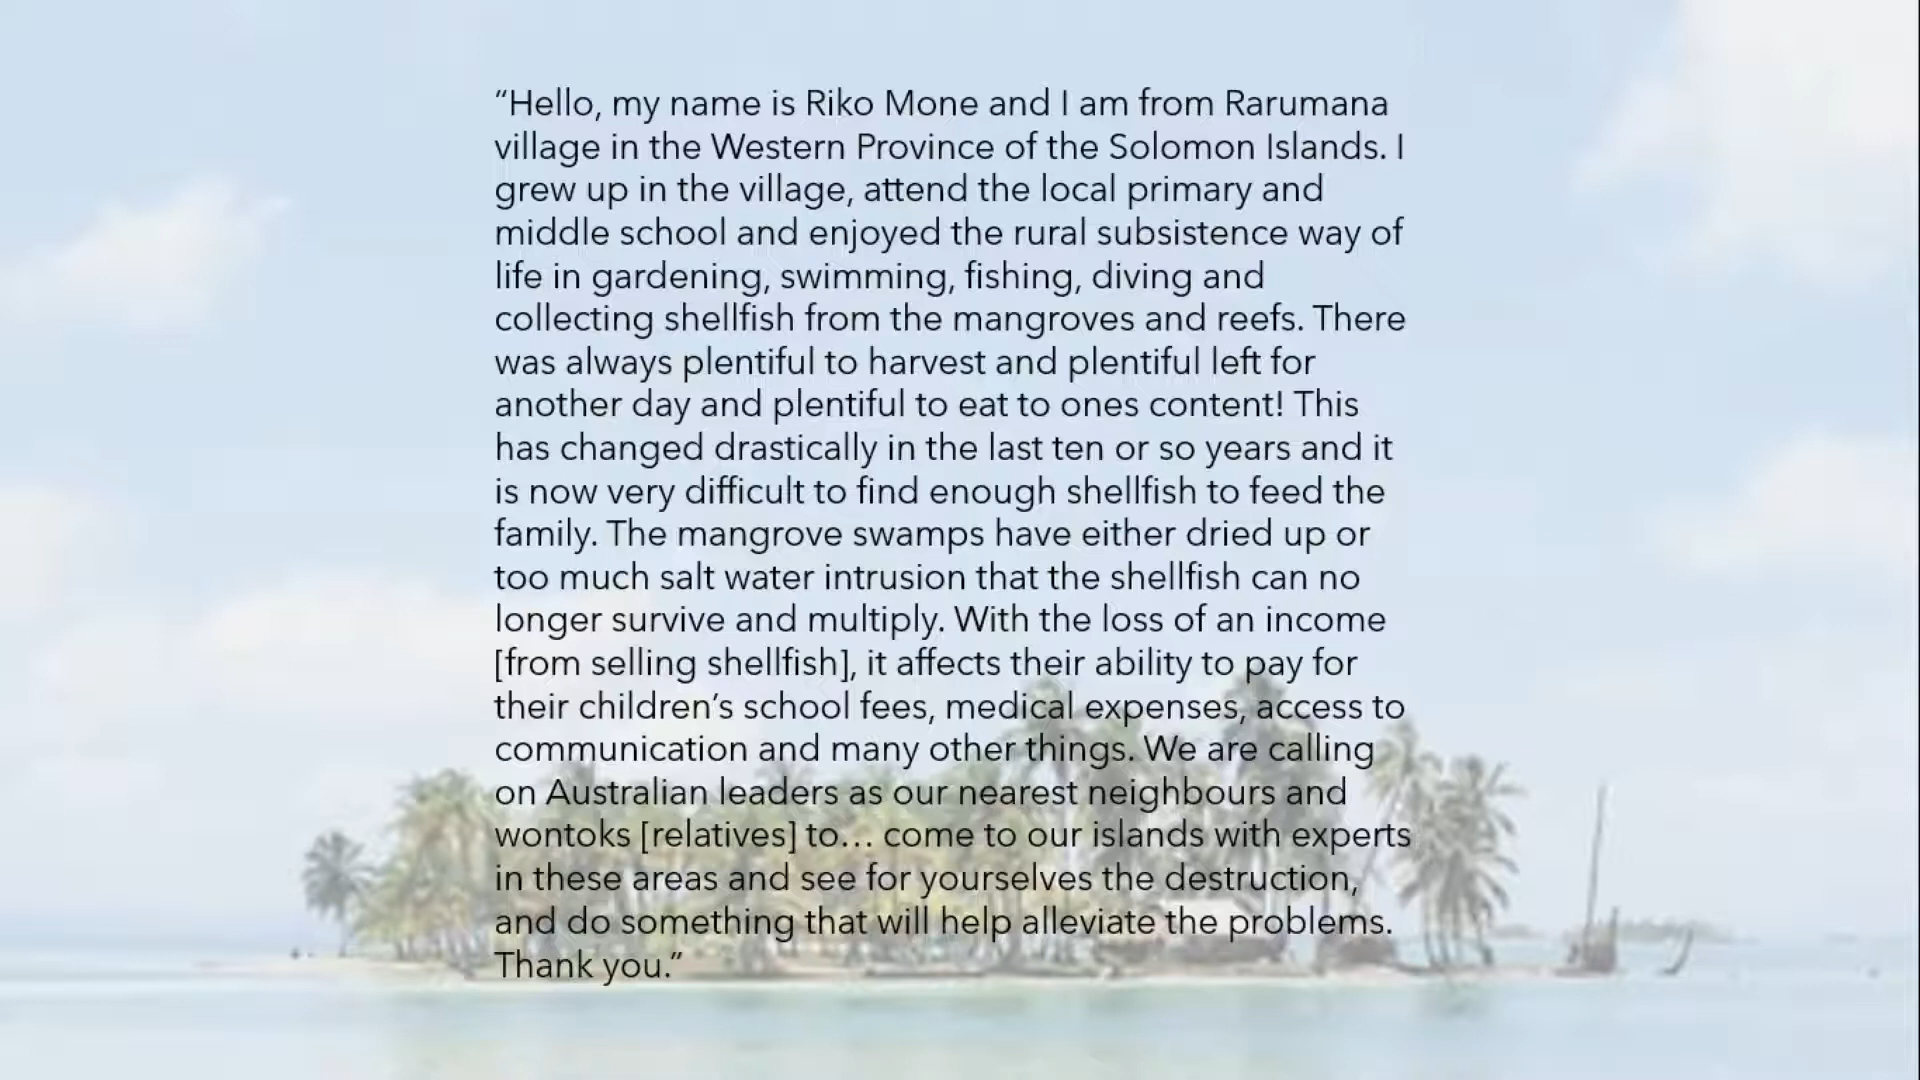 “Hello, my name is Riko Mone and I am from Rarumana
village in the Western Province of the Solomon Islands. I
grew up in the village, attend the local primary and
middle school and enjoyed the rural subsistence way of
life in gardening, swimming, fishing, diving and
collecting shellfish from the mangroves and reefs. There
was always plentiful to harvest and plentiful left for
another day and plentiful to eat to ones content! This
has changed drastically in the last ten or so years and it
is now very difficult to find enough shellfish to feed the
family. The mangrove swamps have either dried up or
too much salt water intrusion that the shellfish can no
longer survive and multiply. With the loss of an income
[from selling shellfish], it affects their ability to pay for
their children’s school fees, medical expenses, access to
communication and many other things. We are calling
on Australian leaders as our nearest neighbours and
wontoks [relatives] to… come to our islands with experts
in these areas and see for yourselves the destruction,
and do something that will help alleviate the problems.
Thank you.”